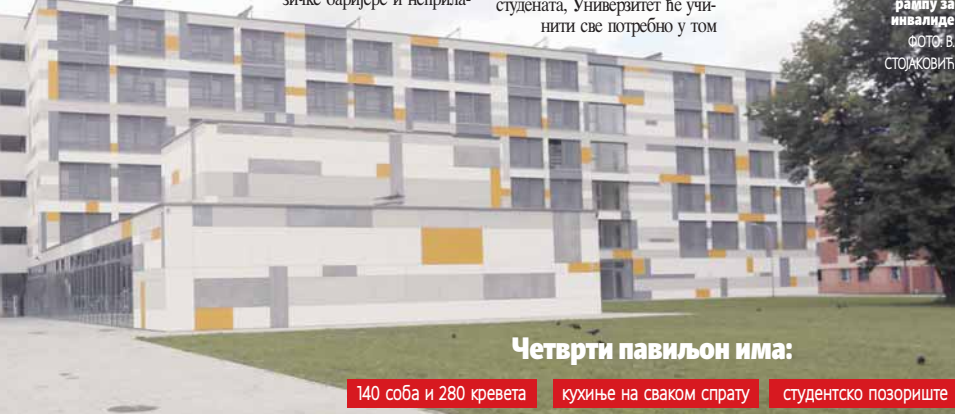 зичке баријере и неприла-
студената, Универзитет ће учи-
нити све потребно у том
рампу за
инвалиде
ФОТО: В.
СТОЈАКОВИЋ
Четврти павиљон има:
140 соба и 280 кревета
кухиње на сваком спрату
студентско позориште